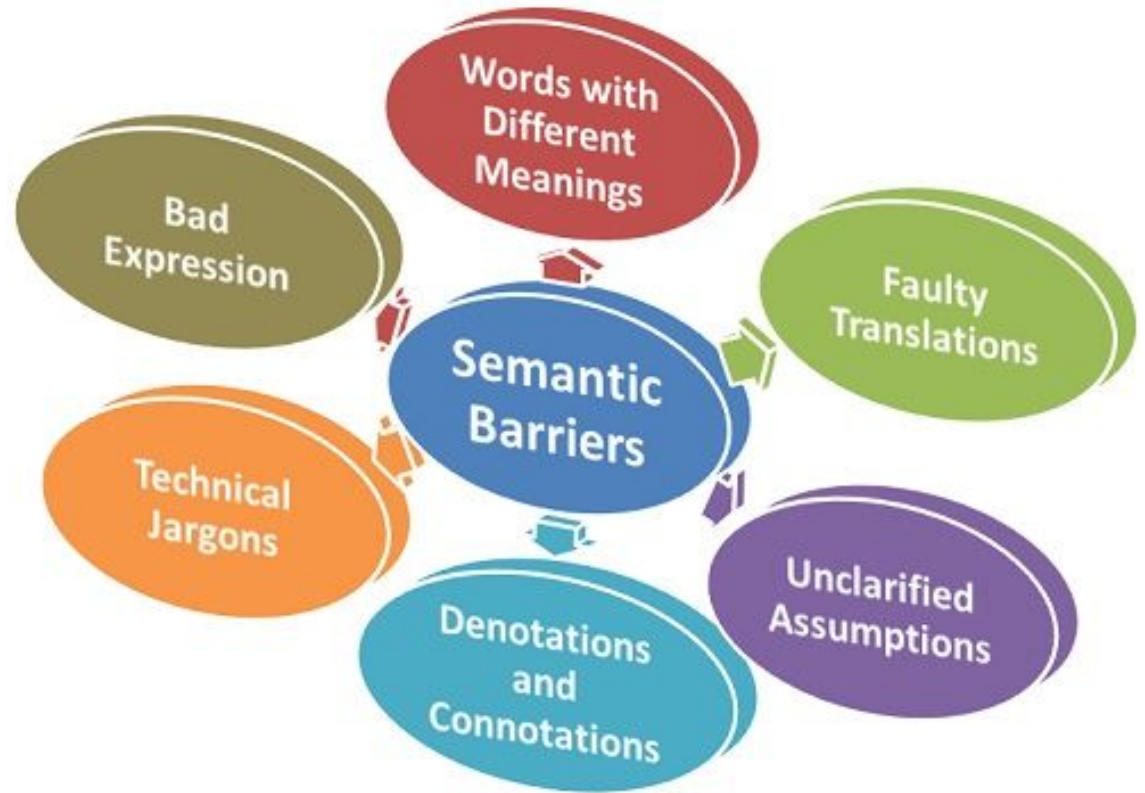 Words with
Different
Meanings
Bad
Expression
Faulty
Translations
Semantic
Barriers
Technical
Jargons
Unclarified
Assumptions
Denotations
and
Connotations